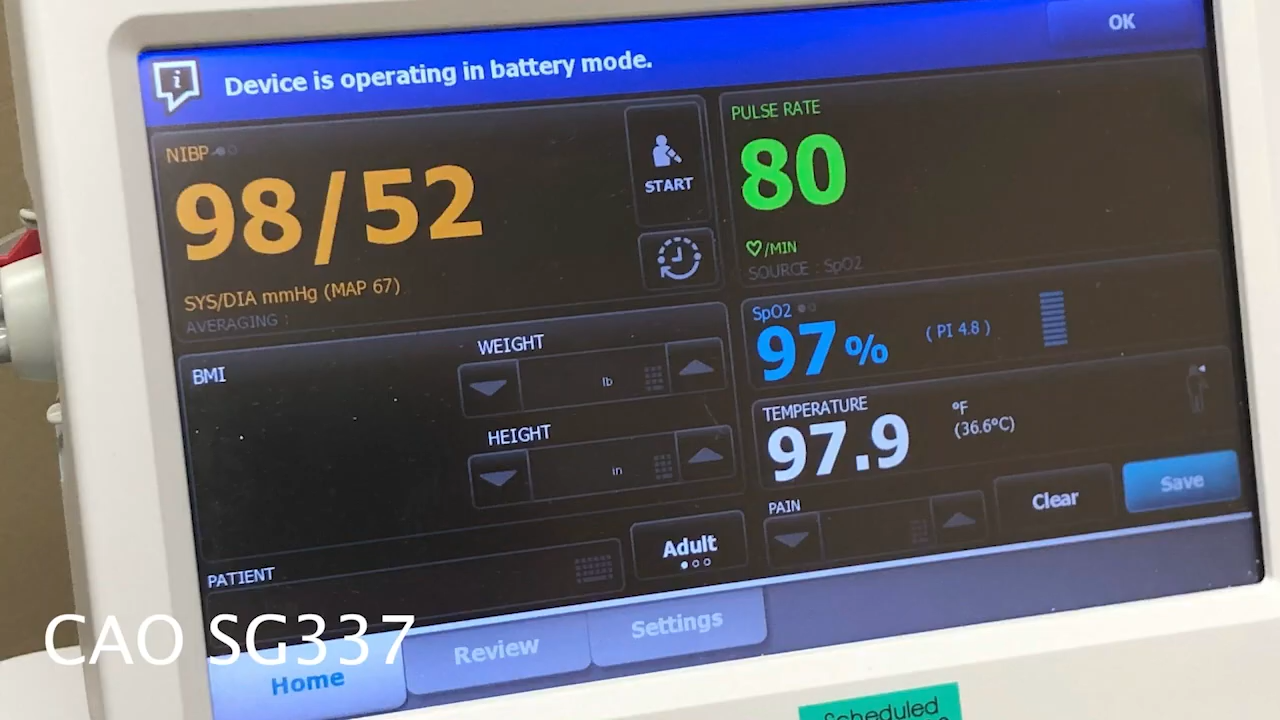 Device is operating in battery mode.
OK
NIBP
98/52
SYS/DIA mmHg (MAP 67)
AVERAGING :
START
PULSE RATE
80
/MIN
SOURCE : SpO2
SpO2
97%
( PI 4.8 )
BMI
WEIGHT
lb
HEIGHT
in
TEMPERATURE
97.9
°F
(36.6°C)
PAIN
Clear
Save
PATIENT
Adult
Home
Review
Settings
CAO SG337
Scheduled